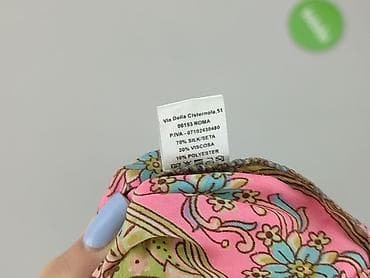 Via Della Cisternola,51
00153 ROMA
P.IVA - 07102430480
70% SILK/SETA
20% VISCOSA
10% POLYESTER